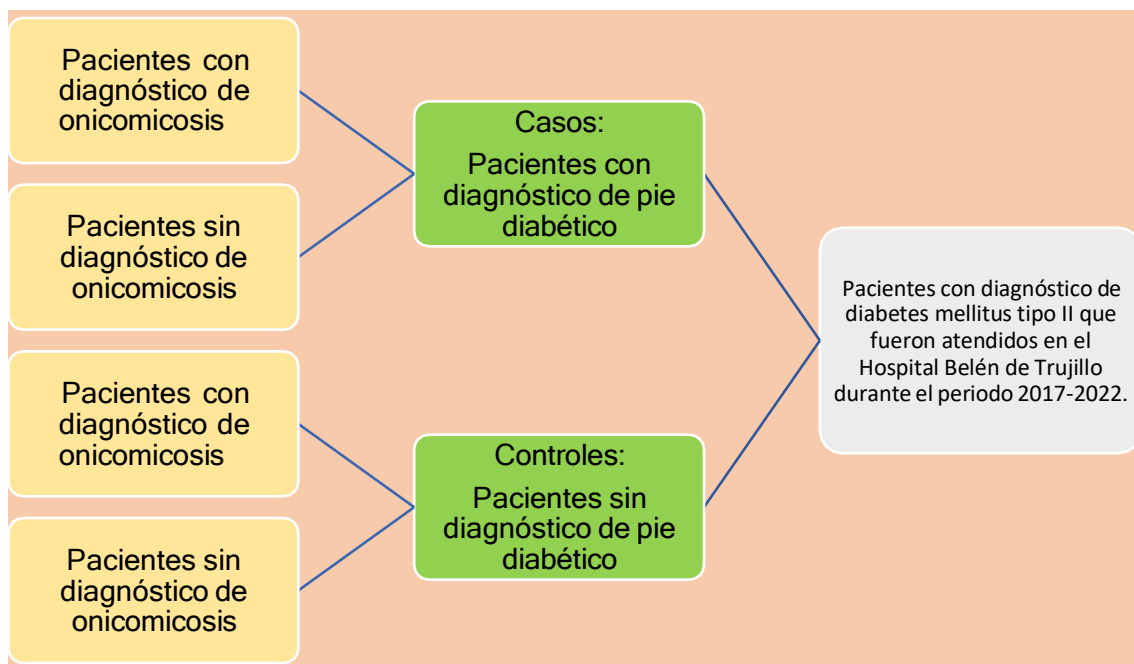 Pacientes con
diagnóstico de
onicomicosis
Pacientes sin
diagnóstico de
onicomicosis
Pacientes con
diagnóstico de
onicomicosis
Pacientes sin
diagnóstico de
onicomicosis
Casos:
Pacientes con
diagnóstico de pie
diabético
Controles:
Pacientes sin
diagnóstico de pie
diabético
Pacientes con diagnóstico de
diabetes mellitus tipo II que
fueron atendidos en el
Hospital Belén de Trujillo
durante el periodo 2017-2022.